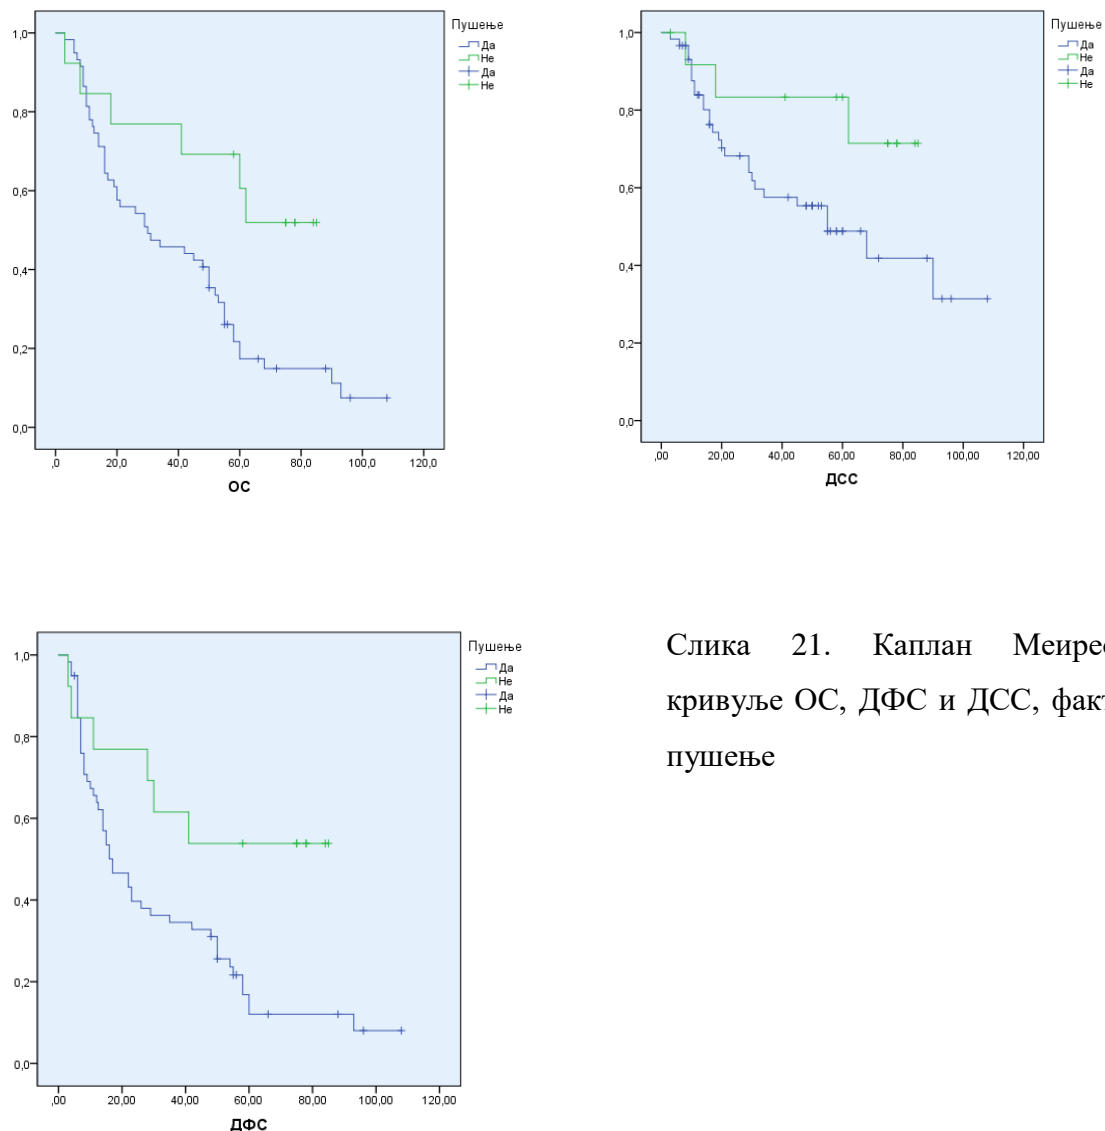 Пушење
Да
Не
Да
Не
1,0
0,8
0,6
0,4
0,2
0,0
,0 20,0 40,0 60,0 80,0 100,0 120,0
ОС
Пушење
Да
Не
Да
Не
1,0
0,8
0,6
0,4
0,2
0,0
,00 20,00 40,00 60,00 80,00 100,00 120,00
ДСС
Пушење
Да
Не
Да
Не
1,0
0,8
0,6
0,4
0,2
0,0
,00 20,00 40,00 60,00 80,00 100,00 120,00
ДФС
Слика 21. Каплан
кривуље ОС, ДФС и ДСС,
пушење